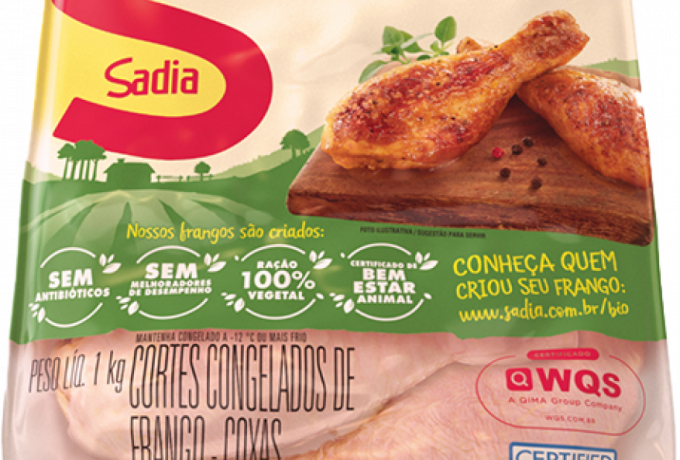 Sadia
FOTO ILUSTRATIVA / SUGESTÃO PARA SERVIR
Nossos frangos são criados:
SEM
ANTIBIÓTICOS
SEM
MELHORADORES
DE DESEMPENHO
RAÇÃO
100%
VEGETAL
CERTIFICADO DE
BEM
ESTAR
ANIMAL
CONHEÇA QUEM
CRIOU SEU FRANGO:
www.sadia.com.br/bio
MANTENHA CONGELADO A -12 °C OU MAIS FRIO
PESO LÍQ. 1 kg
CORTES CONGELADOS DE
FRANGO - COXAS
CERTIFICADO
WQS
A QIMA Group Company
WQS.COM.BR
CERTIFIED